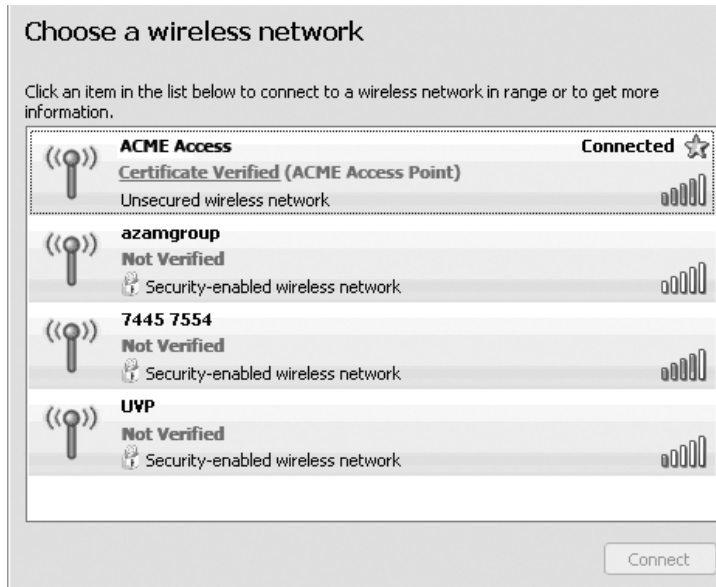 Choose a wireless network
Click an item in the list below to connect to a wireless network in range or to get more
information.
ACME Access Connected
Certificate Verified (ACME Access Point)
Unsecured wireless network
azamgroup
Not Verified
Security-enabled wireless network
7445 7554
Not Verified
Security-enabled wireless network
UVP
Not Verified
Security-enabled wireless network
Connect